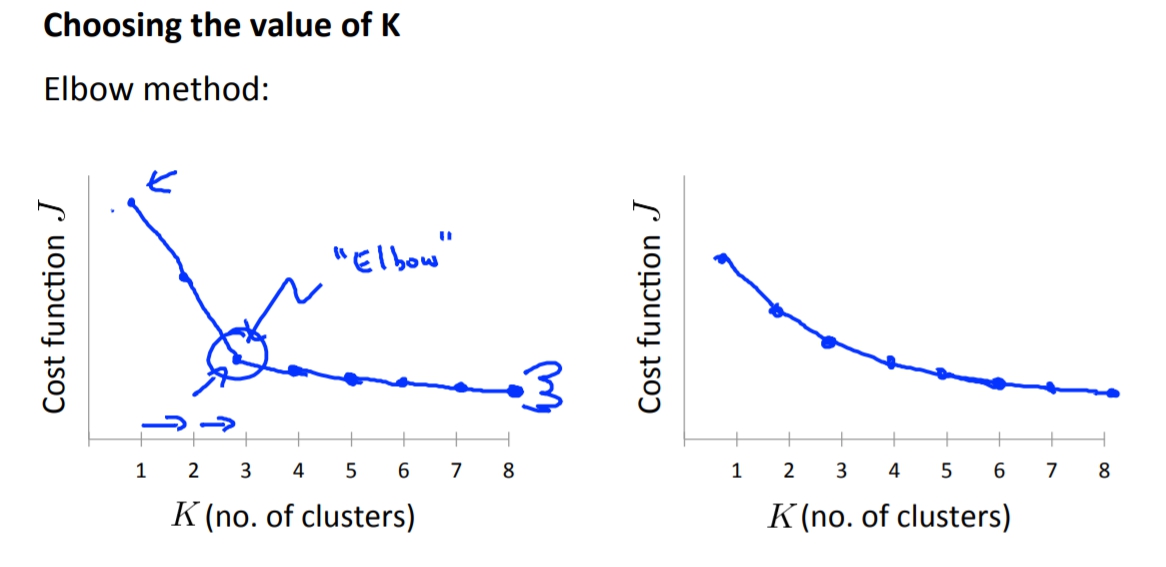 Choosing the value of K
Elbow method:
Cost function J
"Elbow"
1 2 3 4 5 6 7 8
K (no. of clusters)
Cost function J
1 2 3 4 5 6 7 8
K (no. of clusters)